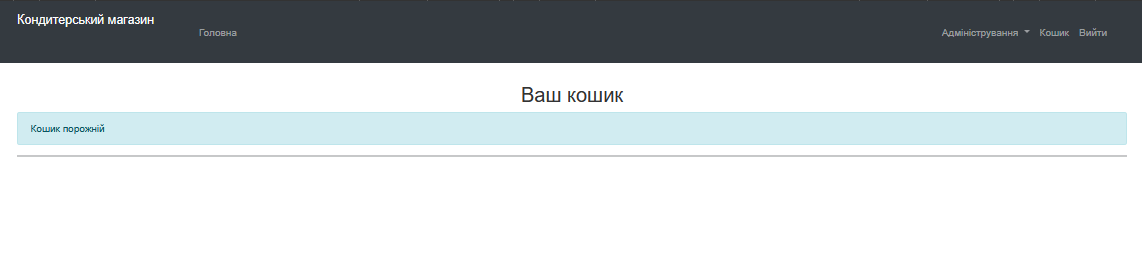 Кондитерський магазин
Головна
Адміністрування Кошик Вийти
Ваш кошик
Кошик порожній